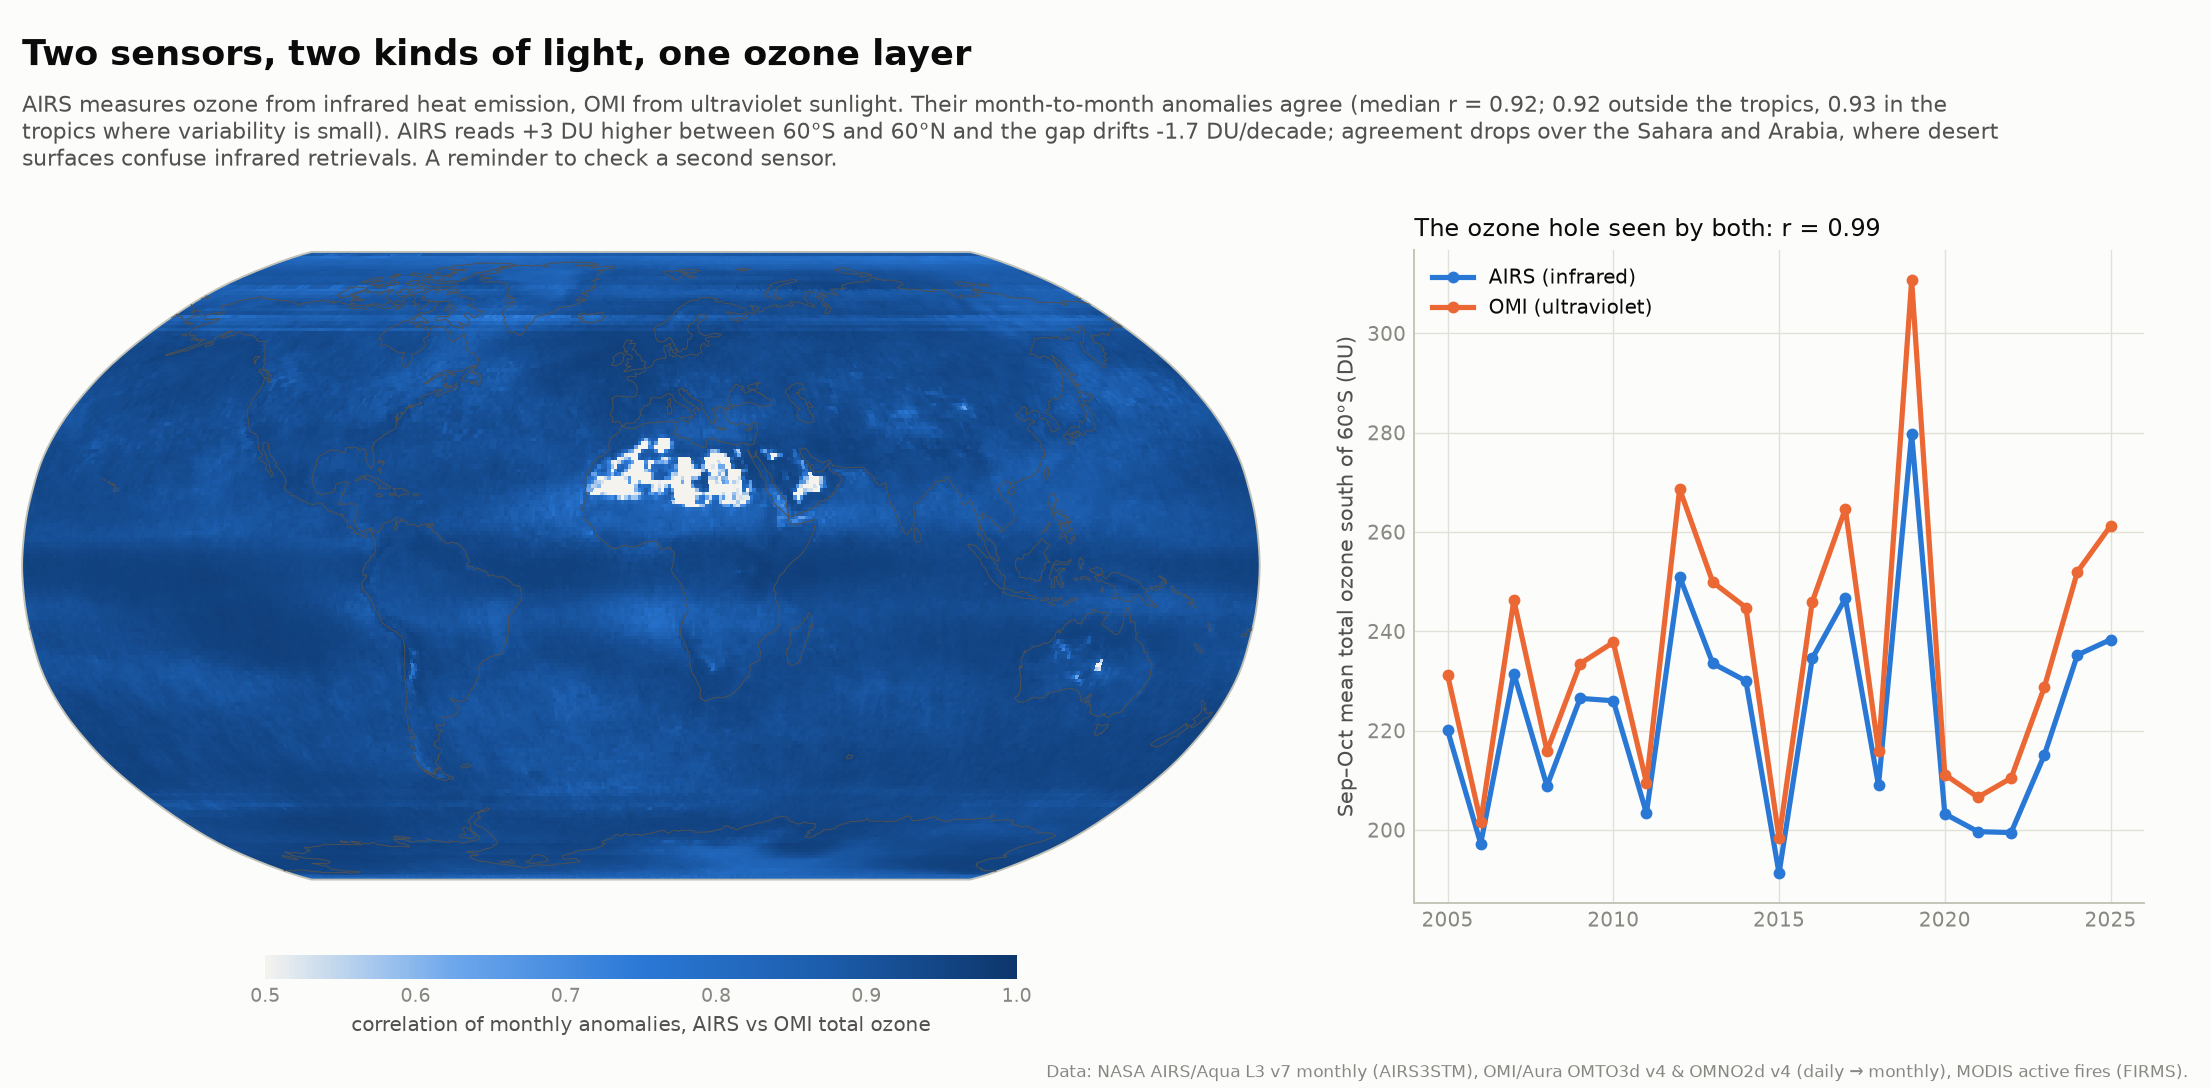 Two sensors, two kinds of light, one ozone layer
AIRS measures ozone from infrared heat emission, OMI from ultraviolet sunlight. Their month-to-month anomalies agree (median r = 0.92; 0.92 outside the tropics, 0.93 in the
tropics where variability is small). AIRS reads +3 DU higher between 60°S and 60°N and the gap drifts -1.7 DU/decade; agreement drops over the Sahara and Arabia, where desert
surfaces confuse infrared retrievals. A reminder to check a second sensor.
0.5 0.6 0.7 0.8 0.9 1.0
correlation of monthly anomalies, AIRS vs OMI total ozone
The ozone hole seen by both: r = 0.99
AIRS (infrared)
OMI (ultraviolet)
Sep–Oct mean total ozone south of 60°S (DU)
300
280
260
240
220
200
2005 2010 2015 2020 2025
Data: NASA AIRS/Aqua L3 v7 monthly (AIRS3STM), OMI/Aura OMTO3d v4 & OMNO2d v4 (daily → monthly), MODIS active fires (FIRMS).